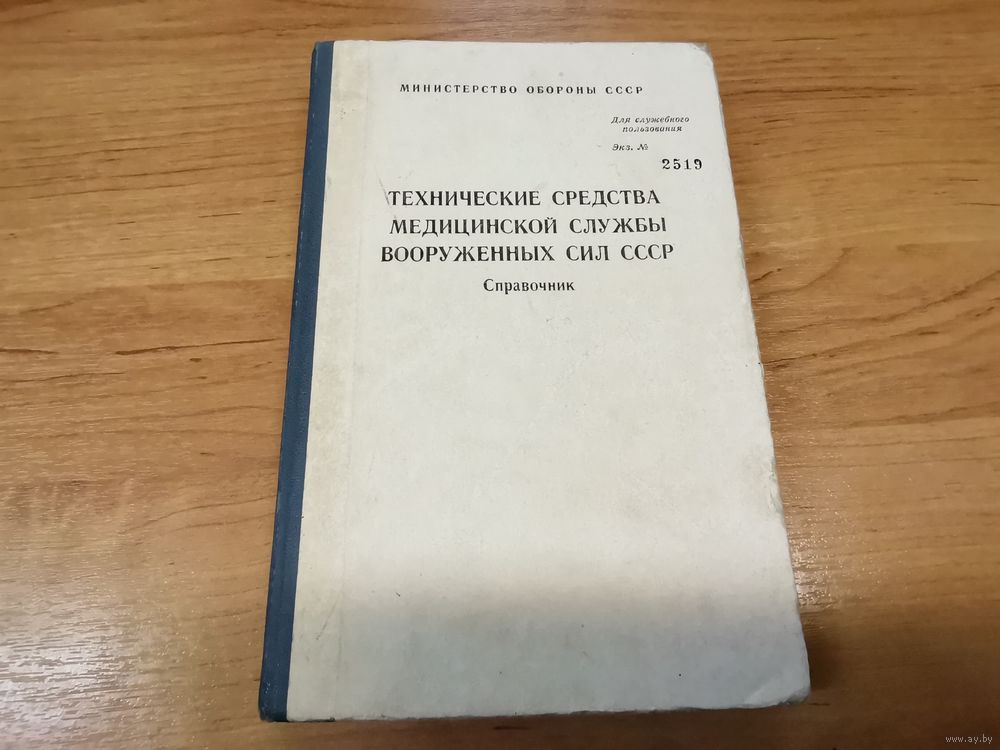 МИНИСТЕРСТВО ОБОРОНЫ СССР
Для служебного
пользования
Экз. №
2519
ТЕХНИЧЕСКИЕ СРЕДСТВА
МЕДИЦИНСКОЙ СЛУЖБЫ
ВООРУЖЕННЫХ СИЛ СССР
Справочник
www.ay.by